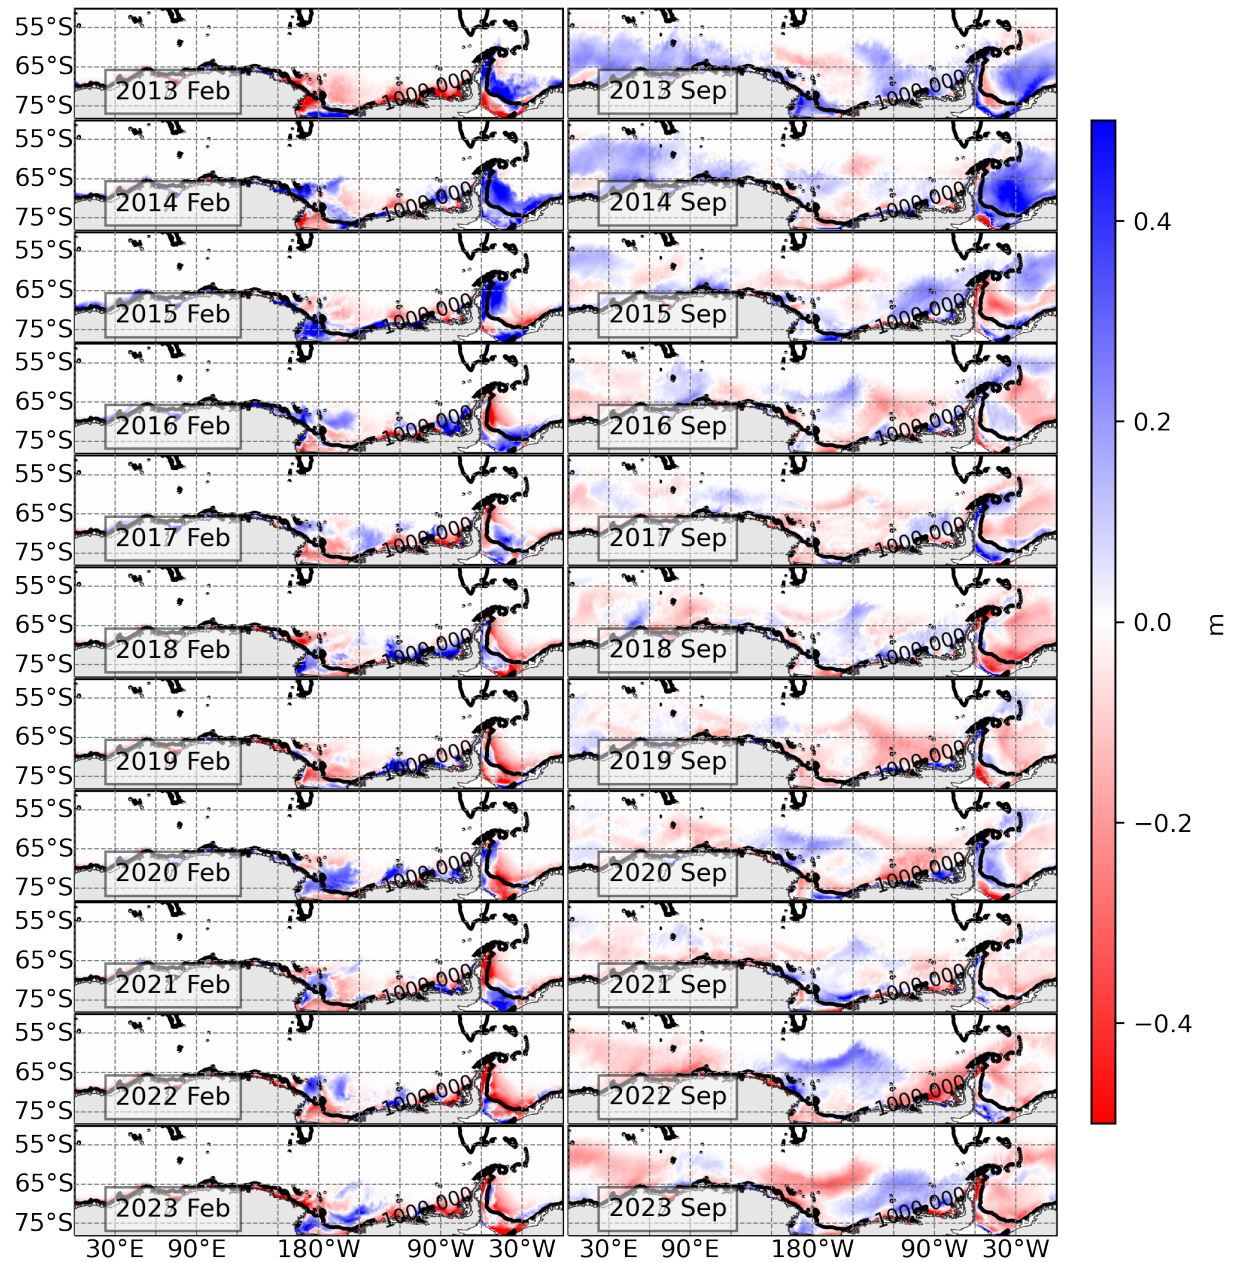 55°S
65°S
75°S
2013 Feb
1000.000
2013 Sep
1000.000
55°S
65°S
75°S
2014 Feb
1000.000
2014 Sep
1000.000
55°S
65°S
75°S
2015 Feb
1000.000
2015 Sep
1000.000
55°S
65°S
75°S
2016 Feb
1000.000
2016 Sep
1000.000
55°S
65°S
75°S
2017 Feb
1000.000
2017 Sep
1000.000
55°S
65°S
75°S
2018 Feb
1000.000
2018 Sep
1000.000
55°S
65°S
75°S
2019 Feb
1000.000
2019 Sep
1000.000
55°S
65°S
75°S
2020 Feb
1000.000
2020 Sep
1000.000
55°S
65°S
75°S
2021 Feb
1000.000
2021 Sep
1000.000
55°S
65°S
75°S
2022 Feb
1000.000
2022 Sep
1000.000
55°S
65°S
75°S
2023 Feb
1000.000
2023 Sep
1000.000
30°E 90°E 180°W 90°W 30°W
30°E 90°E 180°W 90°W 30°W
0.4
0.2
0.0
−0.2
−0.4
m